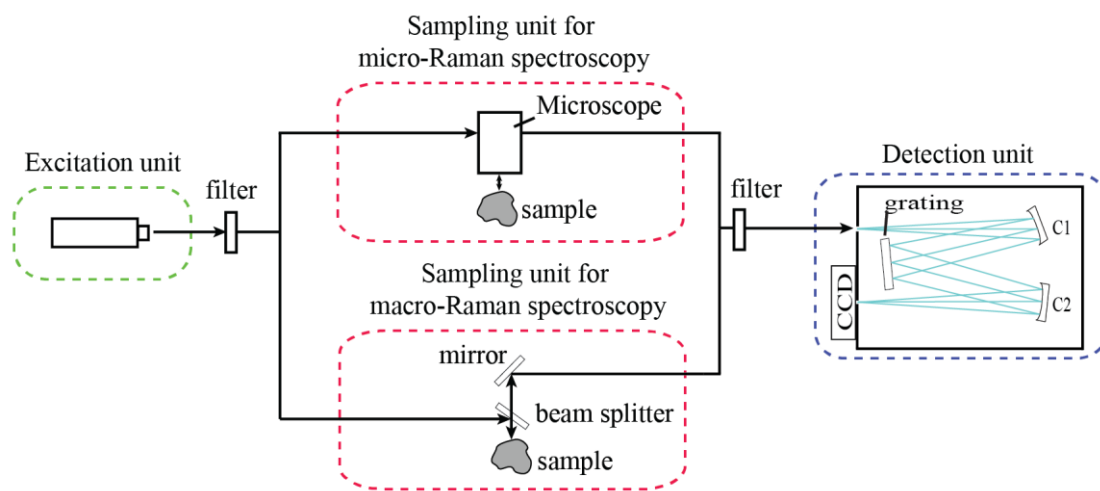 Sampling unit for
micro-Raman spectroscopy
Microscope
sample
Excitation unit
filter
filter
Detection unit
grating
C1
C2
CCD
Sampling unit for
macro-Raman spectroscopy
mirror
beam splitter
sample